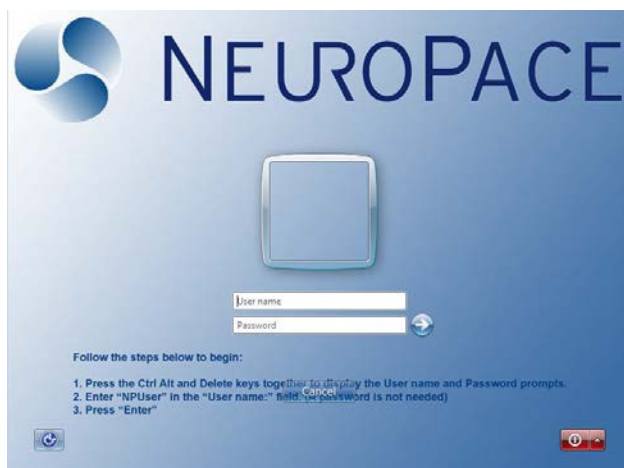 NEUROPACE
User name
Password
Follow the steps below to begin:
1. Press the Ctrl Alt and Delete keys together to display the User name and Password prompts.
2. Enter “NPUser” in the “User name:” field. password is not needed)
Cancel
3. Press “Enter”